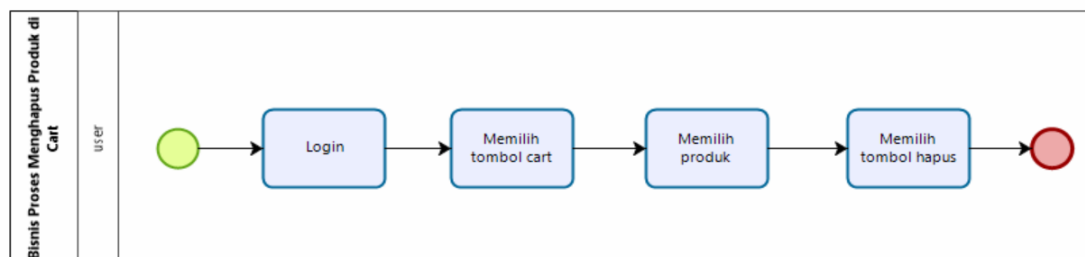 Bisnis Proses Menghapus Produk di
Cart
user
Login
Memilih
tombol cart
Memilih
produk
Memilih
tombol hapus